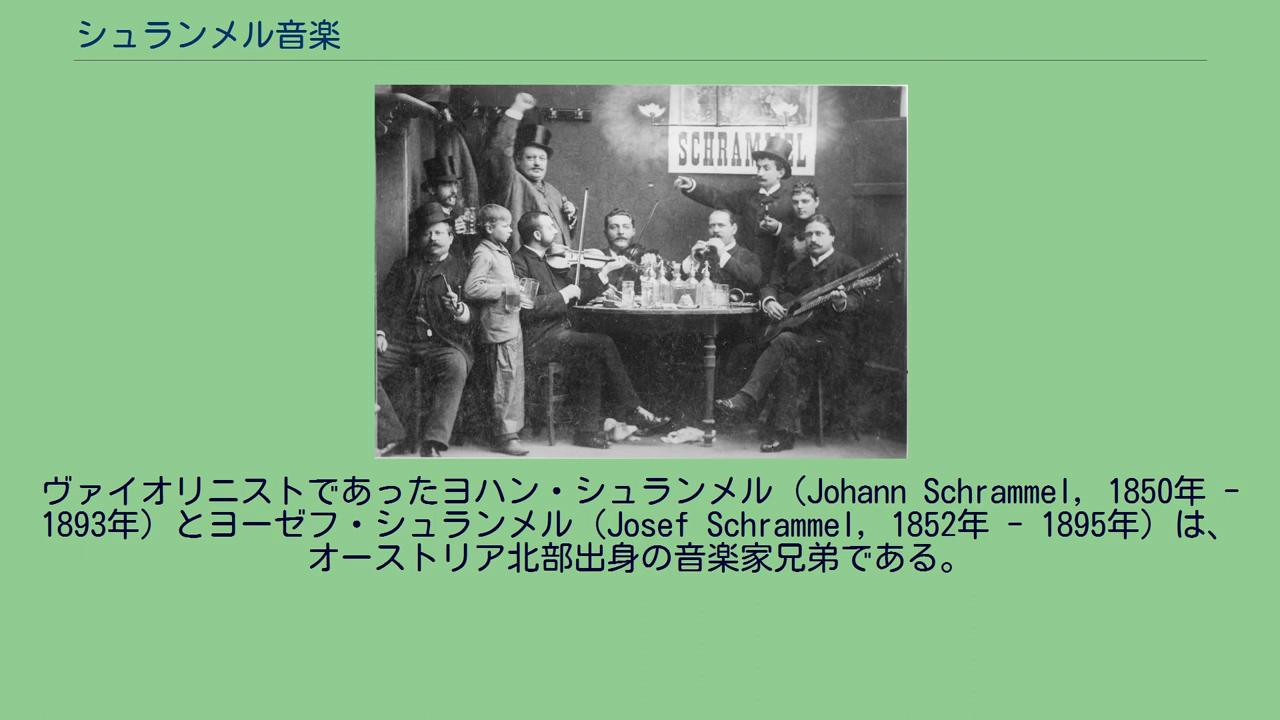 シュランメル音楽
SCHRAMMEL
ヴァイオリニストであったヨハン・シュランメル（Johann Schrammel, 1850年 -
1893年）とヨーゼフ・シュランメル（Josef Schrammel, 1852年 - 1895年）は、
オーストリア北部出身の音楽家兄弟である。